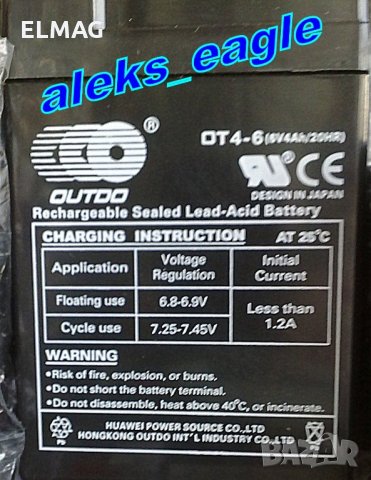 ELMAG
aleks_eagle
®
OT4-6(6V4Ah/20HR)
OUTDO
CE
DESIGN IN JAPAN
Rechargeable Sealed Lead-Acid Battery
CHARGING INSTRUCTION AT 25°C
Application Voltage Regulation Initial Current
Floating use 6.8-6.9V Less than 1.2A
Cycle use 7.25-7.45V
WARNING
•Risk of fire, explosion, or burns.
•Do not short the battery terminal.
•Do not disassemble, heat above 40°C, or incinerate.
Pb
HUAWEI POWER SOURCE CO.,LTD
HONGKONG OUTDO INT'L INDUSTRY CO.,LTD
Pb
BAZAR